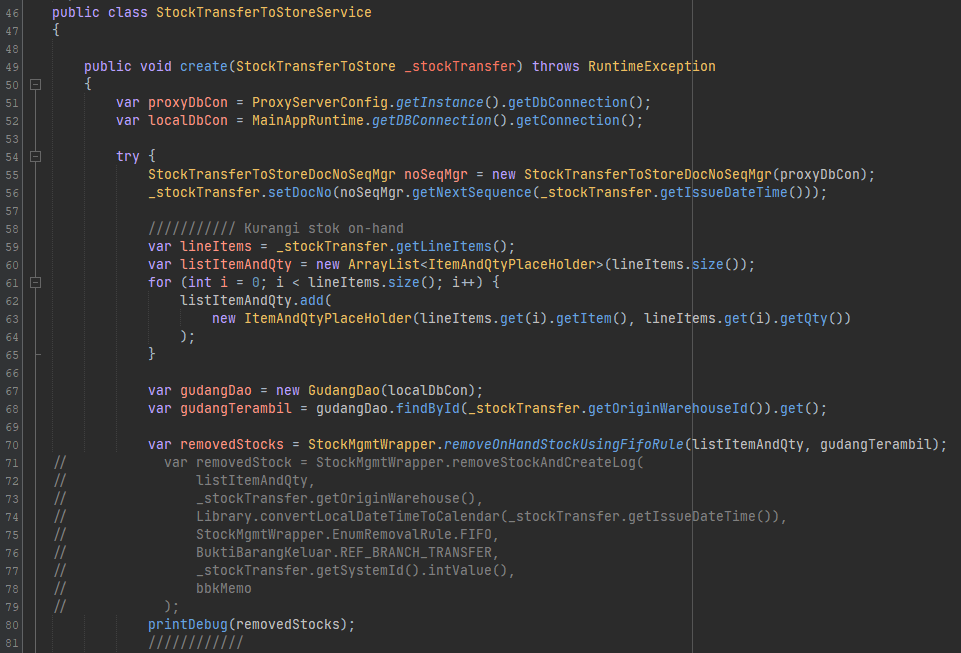 46 public class StockTransferToStoreService
47 {
48
49 public void create(StockTransferToStore _stockTransfer) throws RuntimeException
50 {
51 var proxyDbCon = ProxyServerConfig.getInstance().getDbConnection();
52 var localDbCon = MainAppRuntime.getDBConnection().getConnection();
53
54 try {
55 StockTransferToStoreDocNoSeqMgr noSeqMgr = new StockTransferToStoreDocNoSeqMgr(proxyDbCon);
56 _stockTransfer.setDocNo(noSeqMgr.getNextSequence(_stockTransfer.getIssueDateTime()));
57
58 /////////// Kurangi stok on-hand
59 var lineItems = _stockTransfer.getLineItems();
60 var listItemAndQty = new ArrayList<ItemAndQtyPlaceHolder>(lineItems.size());
61 for (int i = 0; i < lineItems.size(); i++) {
62 listItemAndQty.add(
63 new ItemAndQtyPlaceHolder(lineItems.get(i).getItem(), lineItems.get(i).getQty())
64 );
65 }
66
67 var gudangDao = new GudangDao(localDbCon);
68 var gudangTerambil = gudangDao.findById(_stockTransfer.getOriginWarehouseId()).get();
69
70 var removedStocks = StockMgmtWrapper.removeOnHandStockUsingFifoRule(listItemAndQty, gudangTerambil);
71 // var removedStock = StockMgmtWrapper.removeStockAndCreateLog(
72 // listItemAndQty,
73 // _stockTransfer.getOriginWarehouse(),
74 // Library.convertLocalDateTimeToCalendar(_stockTransfer.getIssueDateTime()),
75 // StockMgmtWrapper.EnumRemovalRule.FIFO,
76 // BuktiBarangKeluar.REF_BRANCH_TRANSFER,
77 // _stockTransfer.getSystemId().intValue(),
78 // bbkMemo
79 // );
80 printDebug(removedStocks);
81 ////////////